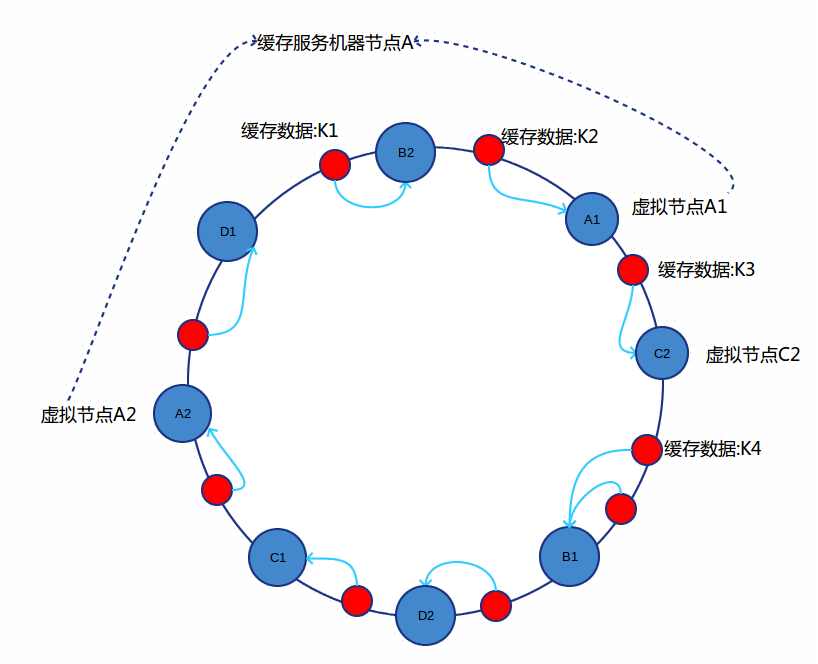 缓存服务机器节点A
缓存数据:K1
B2
缓存数据:K2
D1
A1
虚拟节点A1
缓存数据:K3
C2
虚拟节点C2
虚拟节点A2
A2
缓存数据:K4
C1
B1
D2